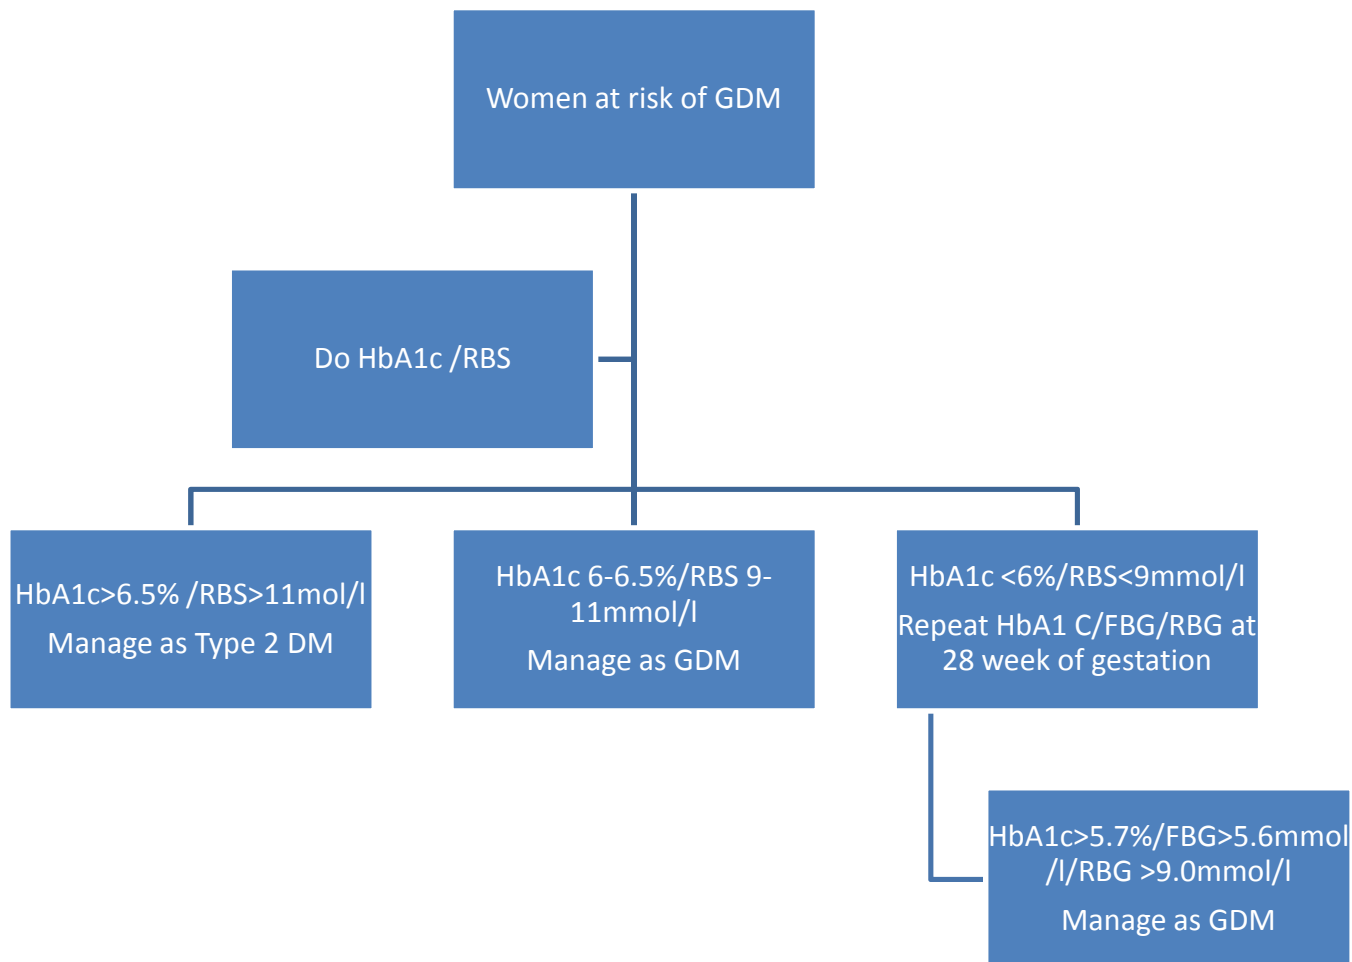 Women at risk of GDM
Do HbA1c /RBS
HbA1c>6.5% /RBS>11mol/l
Manage as Type 2 DM
HbA1c 6-6.5%/RBS 9-
11mmol/l
Manage as GDM
HbA1c <6%/RBS<9mmol/l
Repeat HbA1 C/FBG/RBG at
28 week of gestation
HbA1c>5.7%/FBG>5.6mmol
/l/RBG >9.0mmol/l
Manage as GDM